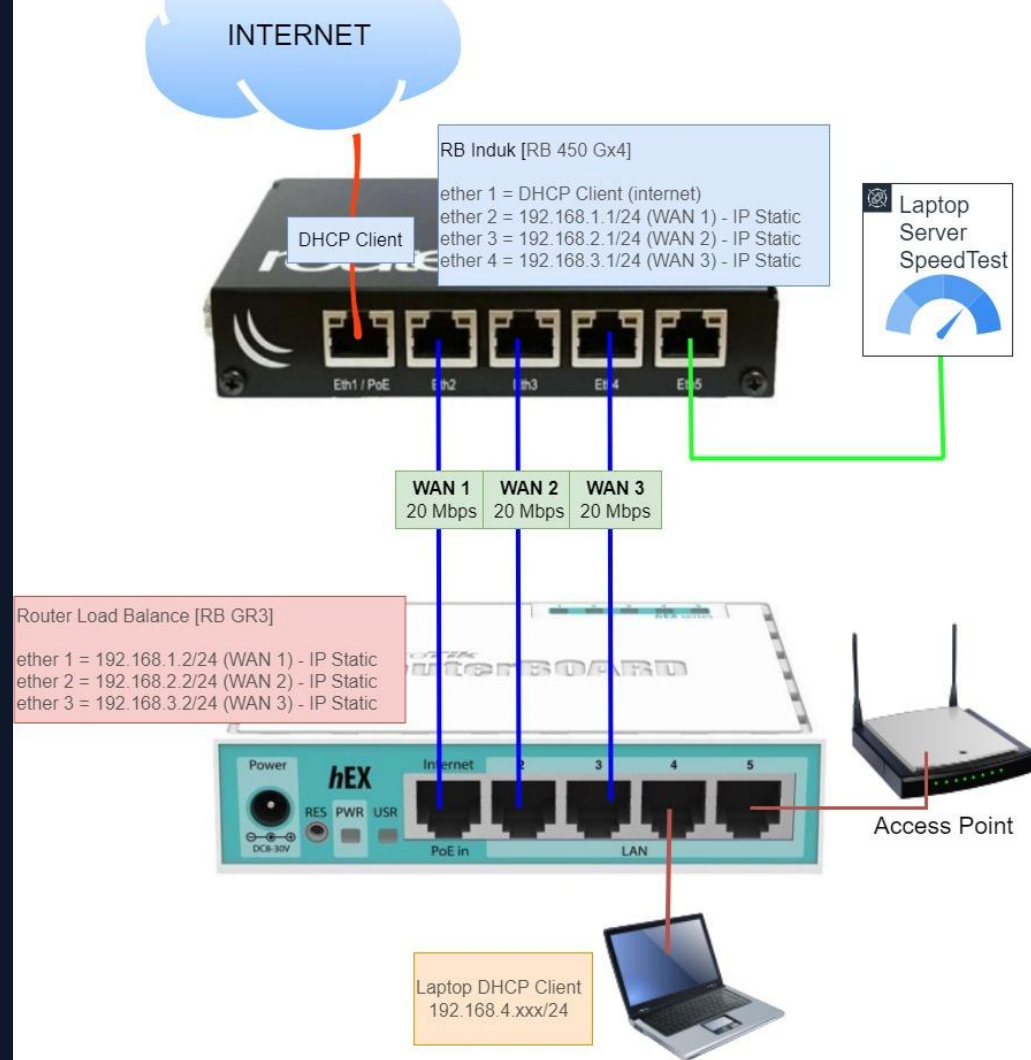 INTERNET
RB Induk [RB 450 Gx4]
ether 1 = DHCP Client (internet)
ether 2 = 192.168.1.1/24 (WAN 1) - IP Static
ether 3 = 192.168.2.1/24 (WAN 2) - IP Static
ether 4 = 192.168.3.1/24 (WAN 3) - IP Static
DHCP Client
Laptop
Server
SpeedTest
Eth1 / PoE
WAN 1
20 Mbps
WAN 2
20 Mbps
WAN 3
20 Mbps
Router Load Balance [RB GR3]
ether 1 = 192.168.1.2/24 (WAN 1) - IP Static
ether 2 = 192.168.2.2/24 (WAN 2) - IP Static
ether 3 = 192.168.3.2/24 (WAN 3) - IP Static
Power
hEX
Internet
2
3
4
5
RES PWR USR
DC8-30V
PoE in
LAN
Access Point
Laptop DHCP Client
192.168.4.xxx/24